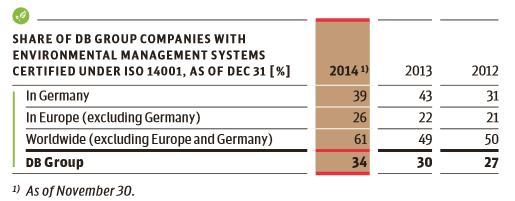 SHARE OF DB GROUP COMPANIES WITH
ENVIRONMENTAL MANAGEMENT SYSTEMS
CERTIFIED UNDER ISO 14001, AS OF DEC 31 [%] 2014 1) 2013 2012
In Germany 39 43 31
In Europe (excluding Germany) 26 22 21
Worldwide (excluding Europe and Germany) 61 49 50
DB Group 34 30 27
1) As of November 30.